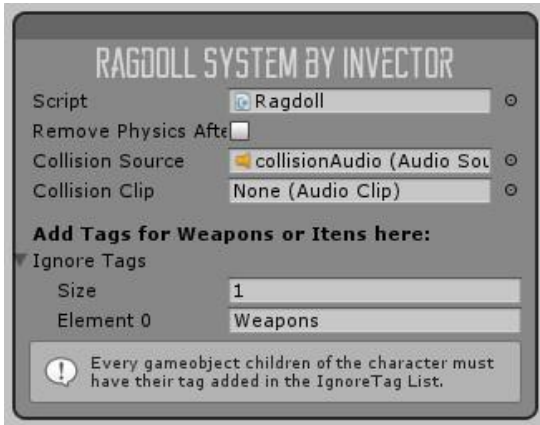 RAGDOLL SYSTEM BY INVECTOR
Script Ragdoll
Remove Physics Afte
Collision Source collisionAudio (Audio Sou
Collision Clip None (Audio Clip)
Add Tags for Weapons or Itens here:
Ignore Tags
Size 1
Element 0 Weapons
Every gameobject children of the character must
have their tag added in the IgnoreTag List.